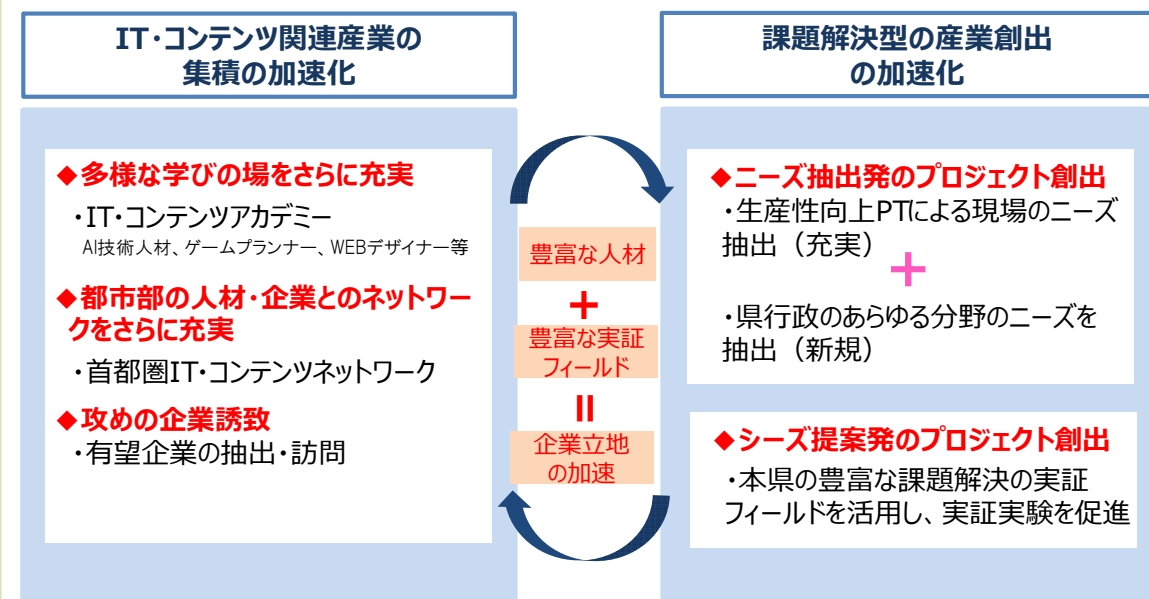 IT・コンテンツ関連産業の
集積の加速化
◆多様な学びの場をさらに充実
・IT・コンテンツアカデミー
AI技術人材、ゲームプランナー、WEBデザイナー等
◆都市部の人材・企業とのネットワー
クをさらに充実
・首都圏IT・コンテンツネットワーク
◆攻めの企業誘致
・有望企業の抽出・訪問
豊富な人材
＋
豊富な実証
フィールド
＝
企業立地
の加速
課題解決型の産業創出
の加速化
◆ニーズ抽出発のプロジェクト創出
・生産性向上PTによる現場のニーズ
抽出（充実）
＋
・県行政のあらゆる分野のニーズを
抽出（新規）
◆シーズ提案発のプロジェクト創出
・本県の豊富な課題解決の実証
フィールドを活用し、実証実験を促進